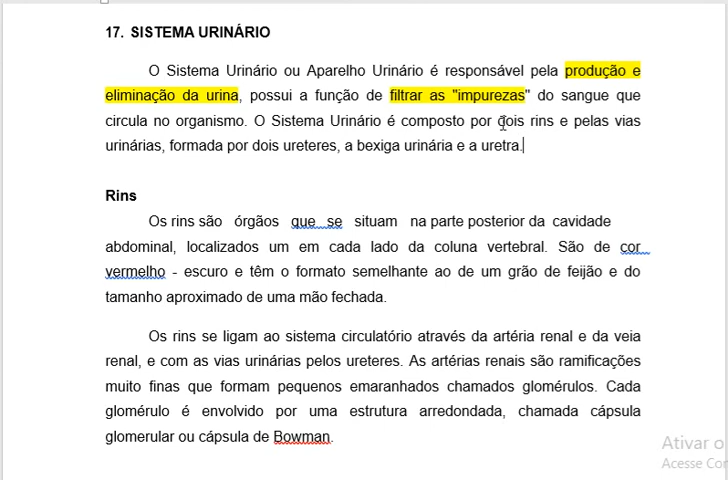 17. SISTEMA URINÁRIO
O Sistema Urinário ou Aparelho Urinário é responsável pela produção e
eliminação da urina, possui a função de filtrar as "impurezas" do sangue que
circula no organismo. O Sistema Urinário é composto por dois rins e pelas vias
urinárias, formada por dois ureteres, a bexiga urinária e a uretra.
Rins
Os rins são órgãos que se situam na parte posterior da cavidade
abdominal, localizados um em cada lado da coluna vertebral. São de cor
vermelho - escuro e têm o formato semelhante ao de um grão de feijão e do
tamanho aproximado de uma mão fechada.
Os rins se ligam ao sistema circulatório através da artéria renal e da veia
renal, e com as vias urinárias pelos ureteres. As artérias renais são ramificações
muito finas que formam pequenos emaranhados chamados glomérulos. Cada
glomérulo é envolvido por uma estrutura arredondada, chamada cápsula
glomerular ou cápsula de Bowman.
Ativar o
Acesse Con